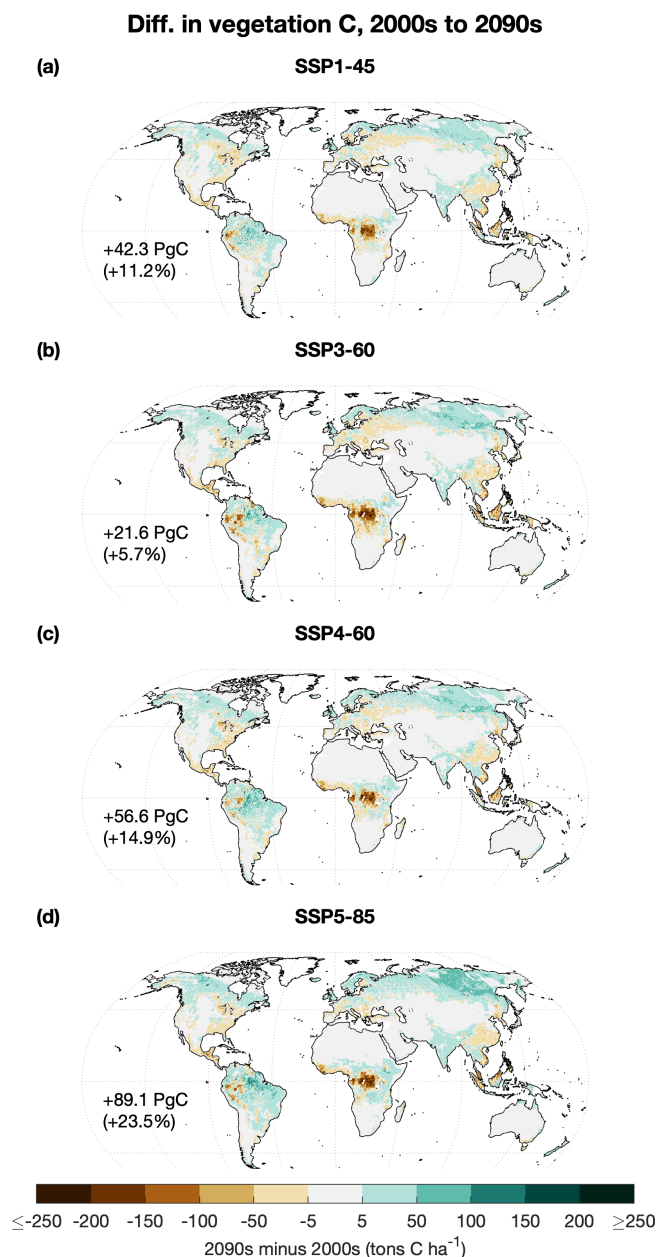 Diff. in vegetation C, 2000s to 2090s
(a) SSP1-45
+42.3 PgC
(+11.2%)
(b) SSP3-60
+21.6 PgC
(+5.7%)
(c) SSP4-60
+56.6 PgC
(+14.9%)
(d) SSP5-85
+89.1 PgC
(+23.5%)
≤-250 -200 -150 -100 -50 -5 5 50 100 150 200 ≥250
2090s minus 2000s (tons C ha⁻¹)